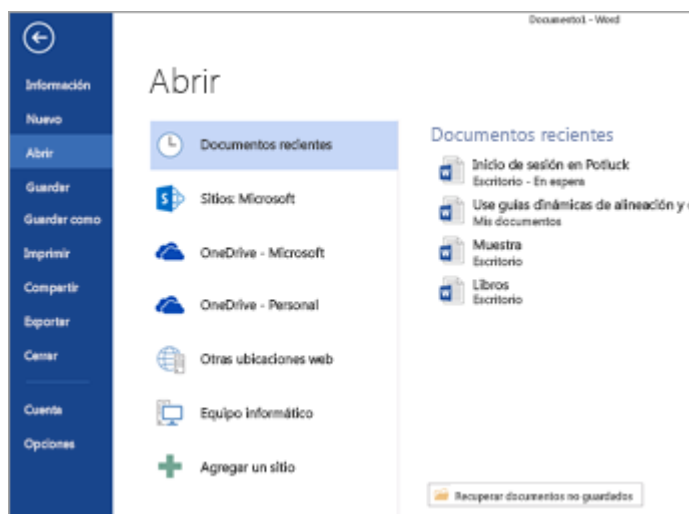 Documento1 - Word
Información
Nuevo
Abrir
Guardar
Guardar como
Imprimir
Compartir
Exportar
Cerrar
Cuenta
Opciones
Abrir
Documentos recientes
Sitios: Microsoft
OneDrive - Microsoft
OneDrive - Personal
Otras ubicaciones web
Equipo informático
Agregar un sitio
Documentos recientes
Inicio de sesión en Potluck
Escritorio - En espera
Use guías dinámicas de alineación y
Mis documentos
Muestra
Escritorio
Libros
Escritorio
Recuperar documentos no guardados